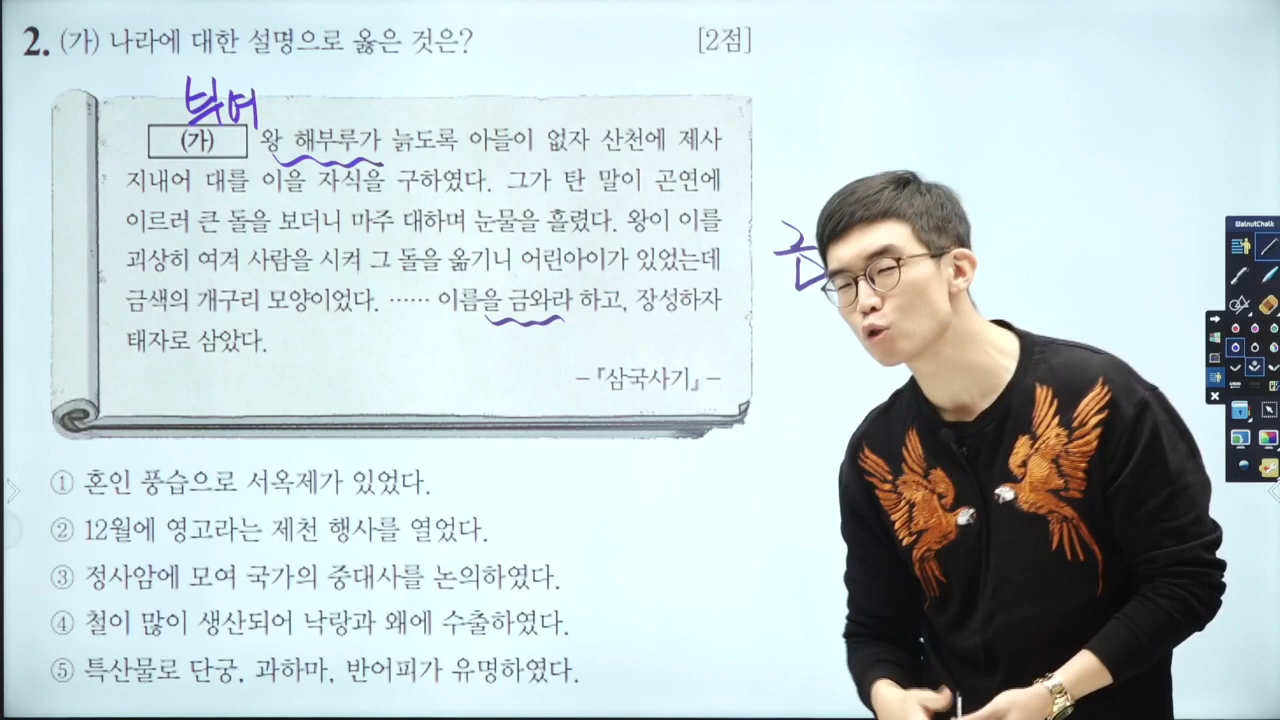 2. (가) 나라에 대한 설명으로 옳은 것은? [2점]
부여
(가) 왕 해부루가 늙도록 아들이 없자 산천에 제사
지내어 대를 이을 자식을 구하였다. 그가 탄 말이 곤연에
이르러 큰 돌을 보더니 마주 대하며 눈물을 흘렸다. 왕이 이를
괴상히 여겨 사람을 시켜 그 돌을 옮기니 어린아이가 있었는데
금색의 개구리 모양이었다. …… 이름을 금와라 하고, 장성하자
태자로 삼았다.
-『삼국사기』-
① 혼인 풍습으로 서옥제가 있었다.
② 12월에 영고라는 제천 행사를 열었다.
③ 정사암에 모여 국가의 중대사를 논의하였다.
④ 철이 많이 생산되어 낙랑과 왜에 수출하였다.
⑤ 특산물로 단궁, 과하마, 반어피가 유명하였다.
WalnutChalk